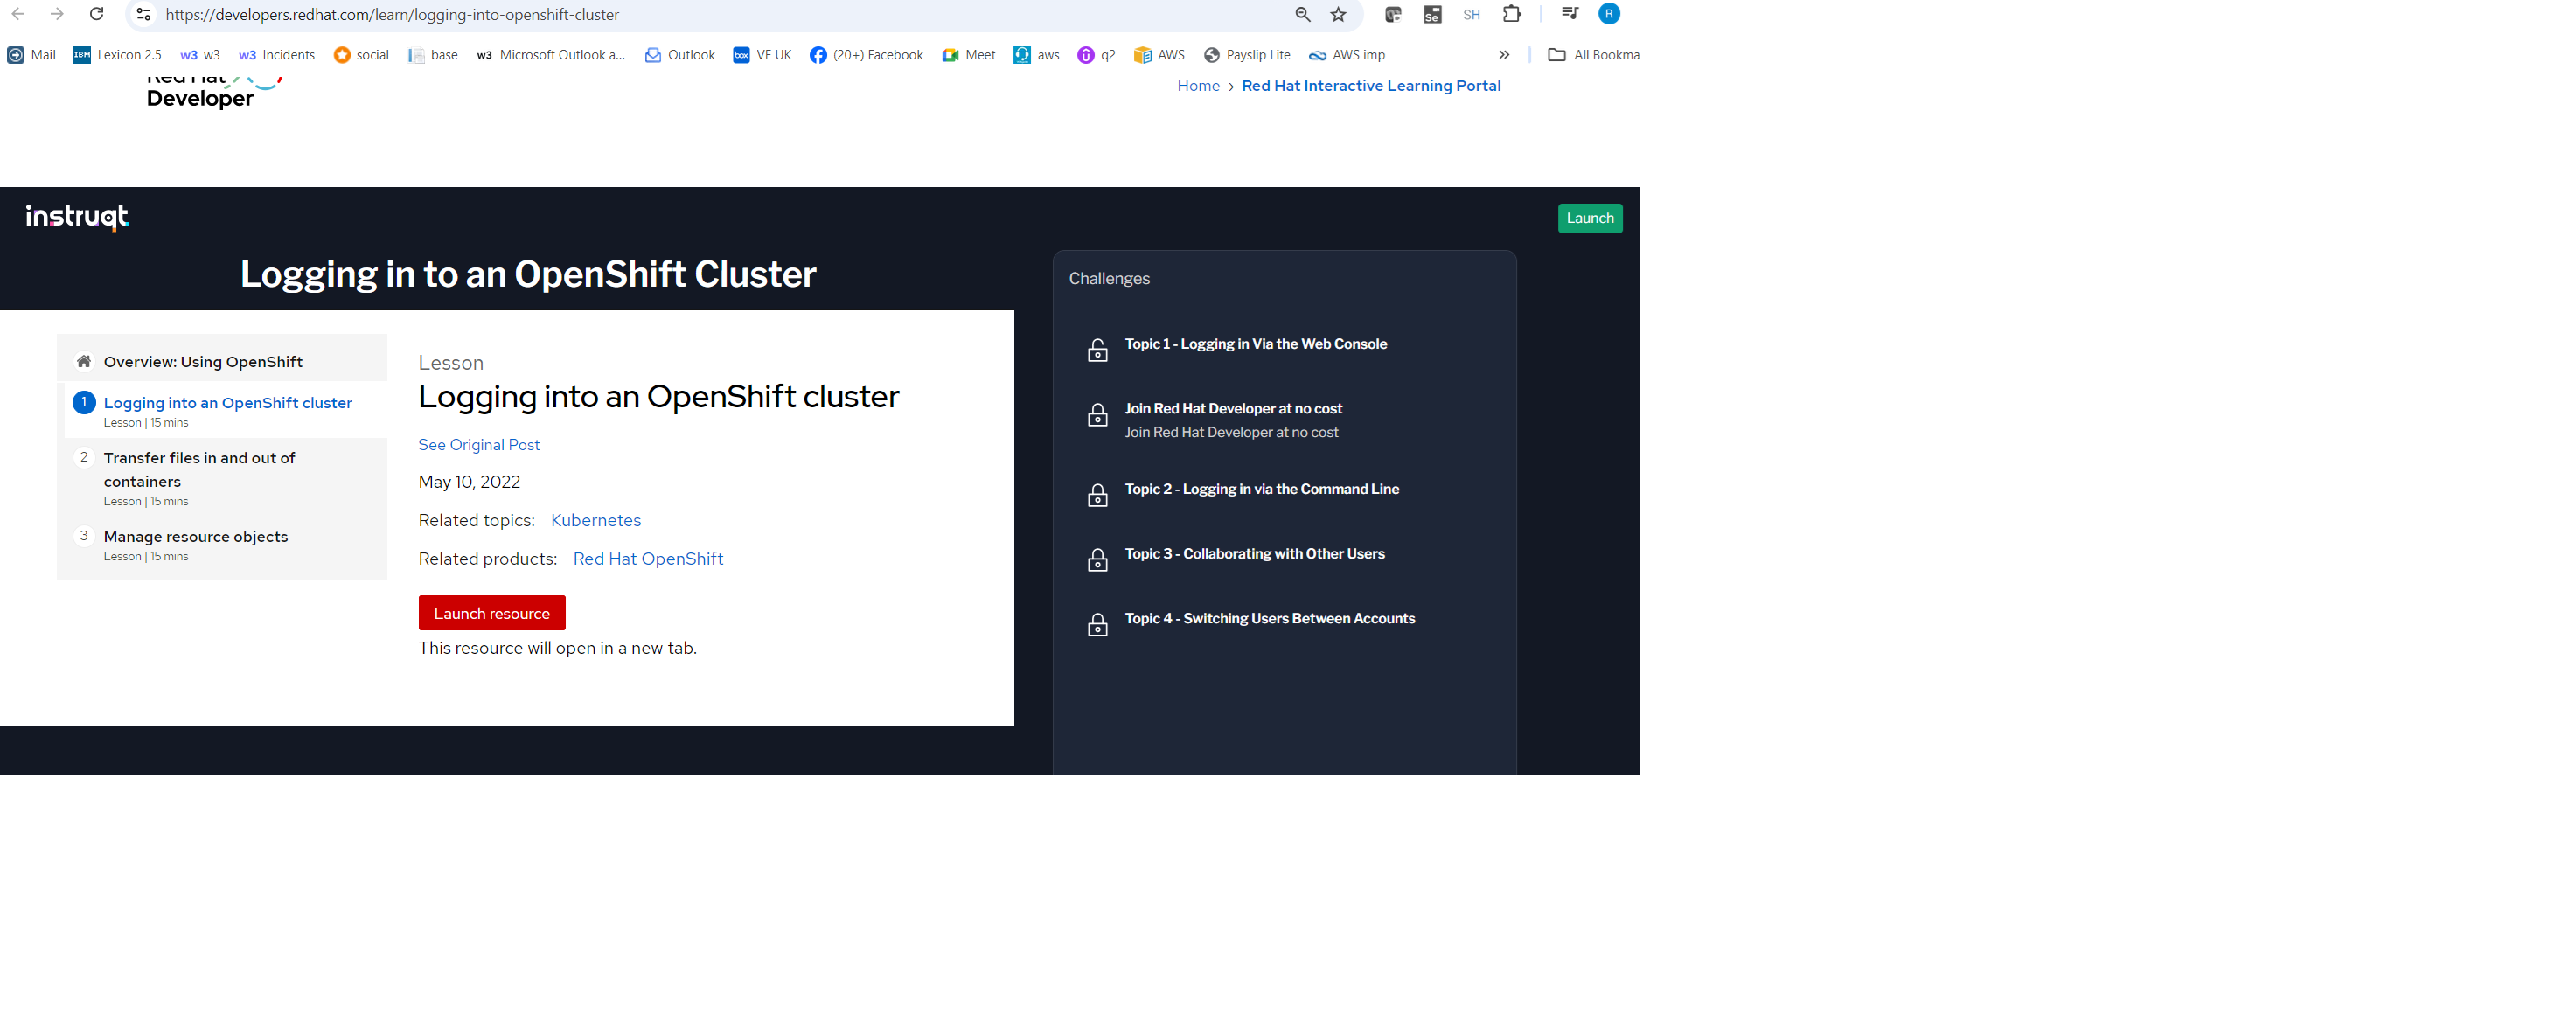 https://developers.redhat.com/learn/logging-into-openshift-cluster
Se
SH
R
Mail
IBM
Lexicon 2.5
w3 w3
w3 Incidents
social
base
w3 Microsoft Outlook a...
Outlook
box VF UK
(20+) Facebook
Meet
aws
q2
AWS
Payslip Lite
AWS imp
»
All Bookma
Red Hat
Developer
Home > Red Hat Interactive Learning Portal
instruqt
Launch
Logging in to an OpenShift Cluster
Overview: Using OpenShift
1 Logging into an OpenShift cluster
Lesson | 15 mins
2 Transfer files in and out of
containers
Lesson | 15 mins
3 Manage resource objects
Lesson | 15 mins
Lesson
Logging into an OpenShift cluster
See Original Post
May 10, 2022
Related topics: Kubernetes
Related products: Red Hat OpenShift
Launch resource
This resource will open in a new tab.
Challenges
Topic 1 - Logging in Via the Web Console
Join Red Hat Developer at no cost
Join Red Hat Developer at no cost
Topic 2 - Logging in via the Command Line
Topic 3 - Collaborating with Other Users
Topic 4 - Switching Users Between Accounts